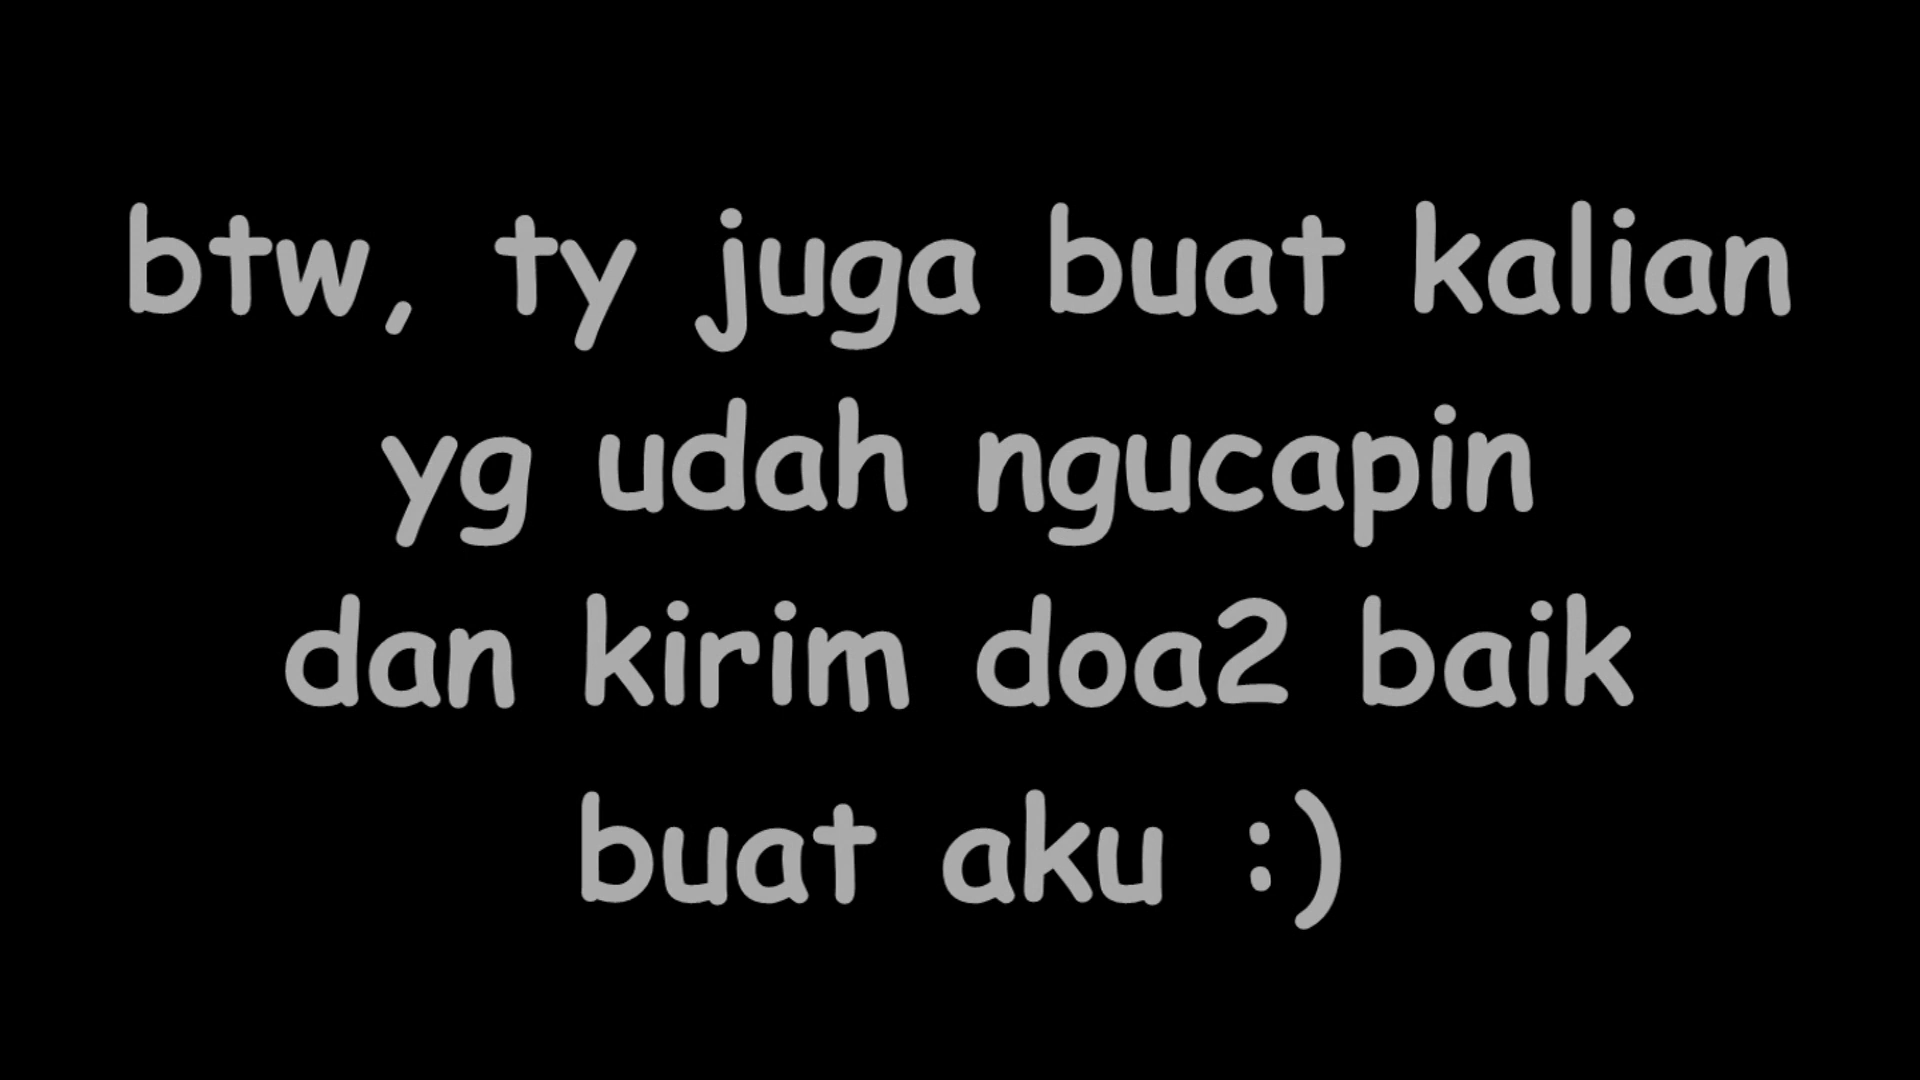 btw, ty juga buat kalian
yg udah ngucapin
dan kirim doa2 baik
buat aku :)